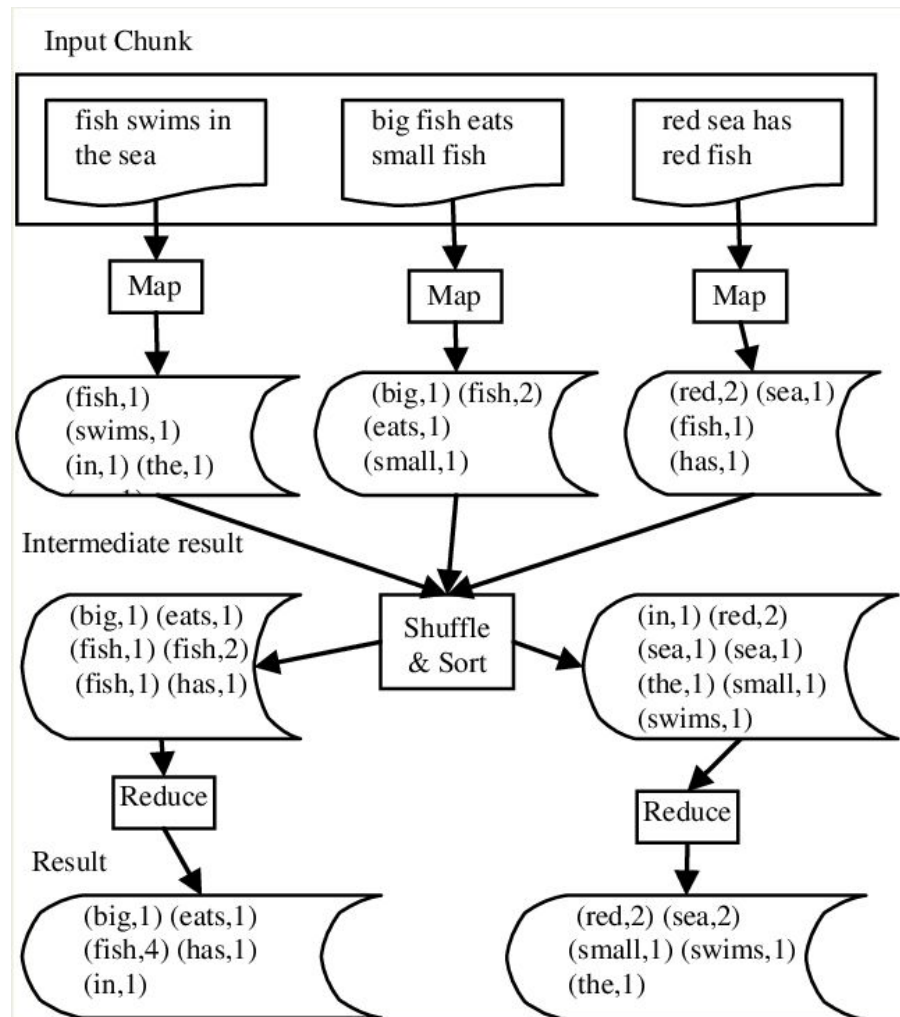 Input Chunk
fish swims in
the sea
big fish eats
small fish
red sea has
red fish
Map
Map
Map
(fish,1)
(swims,1)
(in,1) (the,1)
(big,1) (fish,2)
(eats,1)
(small,1)
(red,2) (sea,1)
(fish,1)
(has,1)
Intermediate result
Shuffle
& Sort
(big,1) (eats,1)
(fish,1) (fish,2)
(fish,1) (has,1)
(in,1) (red,2)
(sea,1) (sea,1)
(the,1) (small,1)
(swims,1)
Reduce
Reduce
Result
(big,1) (eats,1)
(fish,4) (has,1)
(in,1)
(red,2) (sea,2)
(small,1) (swims,1)
(the,1)